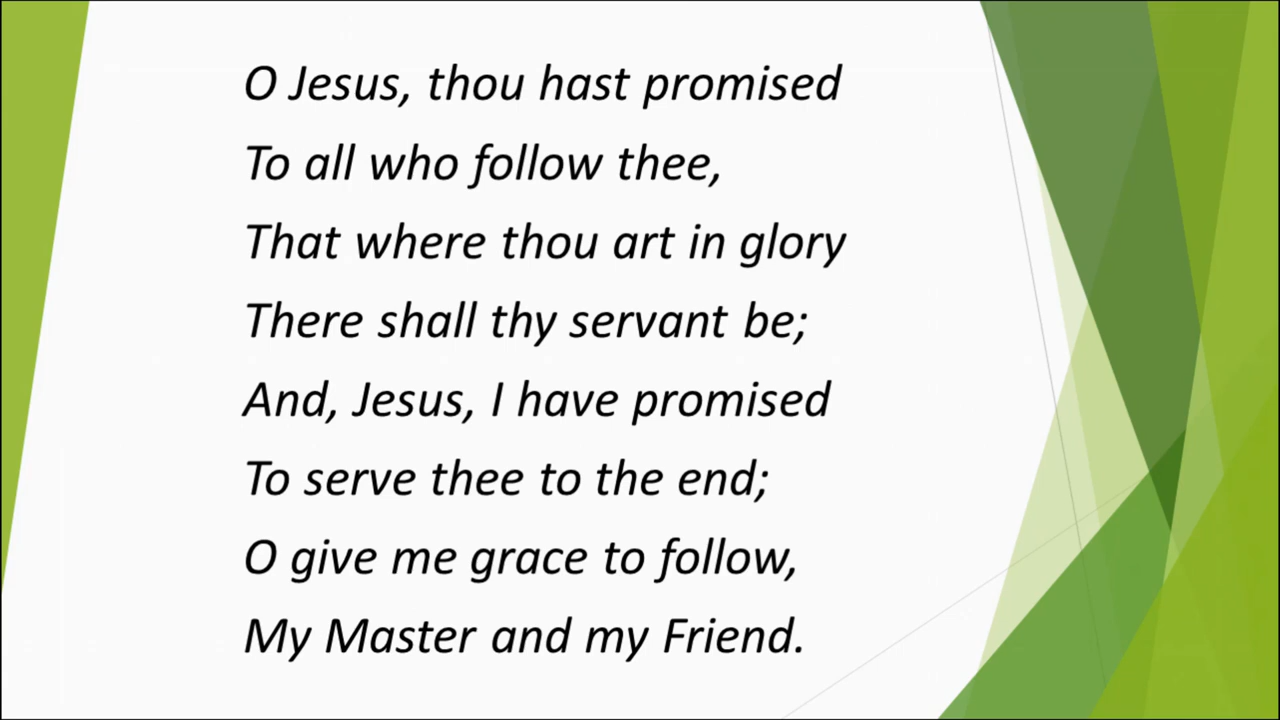 O Jesus, thou hast promised
To all who follow thee,
That where thou art in glory
There shall thy servant be;
And, Jesus, I have promised
To serve thee to the end;
O give me grace to follow,
My Master and my Friend.